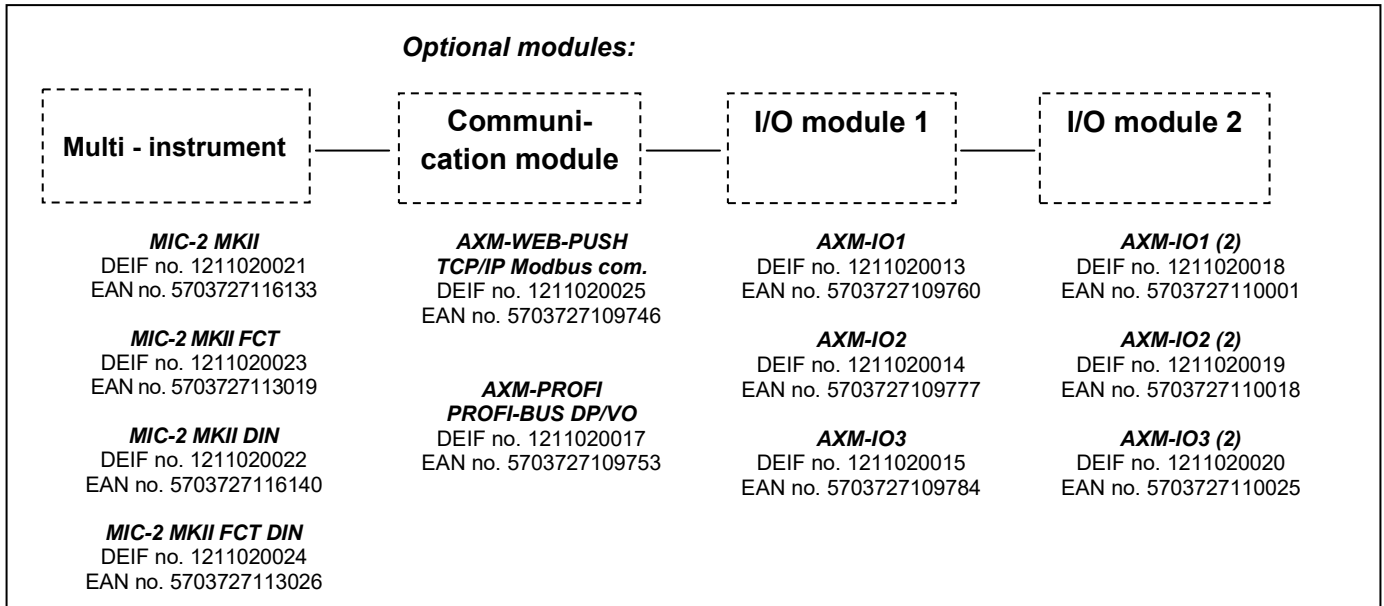 Optional modules:
Multi - instrument
Communi-
cation module
I/O module 1
I/O module 2
MIC-2 MKII
DEIF no. 1211020021
EAN no. 5703727116133
MIC-2 MKII FCT
DEIF no. 1211020023
EAN no. 5703727113019
MIC-2 MKII DIN
DEIF no. 1211020022
EAN no. 5703727116140
MIC-2 MKII FCT DIN
DEIF no. 1211020024
EAN no. 5703727113026
AXM-WEB-PUSH
TCP/IP Modbus com.
DEIF no. 1211020025
EAN no. 5703727109746
AXM-PROFI
PROFI-BUS DP/VO
DEIF no. 1211020017
EAN no. 5703727109753
AXM-IO1
DEIF no. 1211020013
EAN no. 5703727109760
AXM-IO2
DEIF no. 1211020014
EAN no. 5703727109777
AXM-IO3
DEIF no. 1211020015
EAN no. 5703727109784
AXM-IO1 (2)
DEIF no. 1211020018
EAN no. 5703727110001
AXM-IO2 (2)
DEIF no. 1211020019
EAN no. 5703727110018
AXM-IO3 (2)
DEIF no. 1211020020
EAN no. 5703727110025